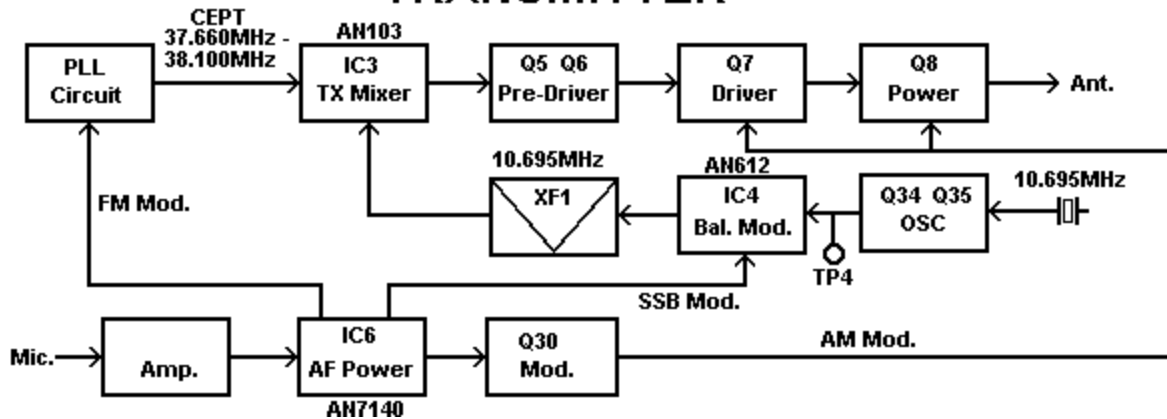 CEPT
37.660MHz -
38.100MHz
AN103
PLL
Circuit
IC3
TX Mixer
Q5 Q6
Pre-Driver
Q7
Driver
Q8
Power
Ant.
10.695MHz
AN612
10.695MHz
FM Mod.
XF1
IC4
Bal. Mod.
Q34 Q35
OSC
TP4
SSB Mod.
Mic.
Amp.
IC6
AF Power
Q30
Mod.
AM Mod.
AN7140